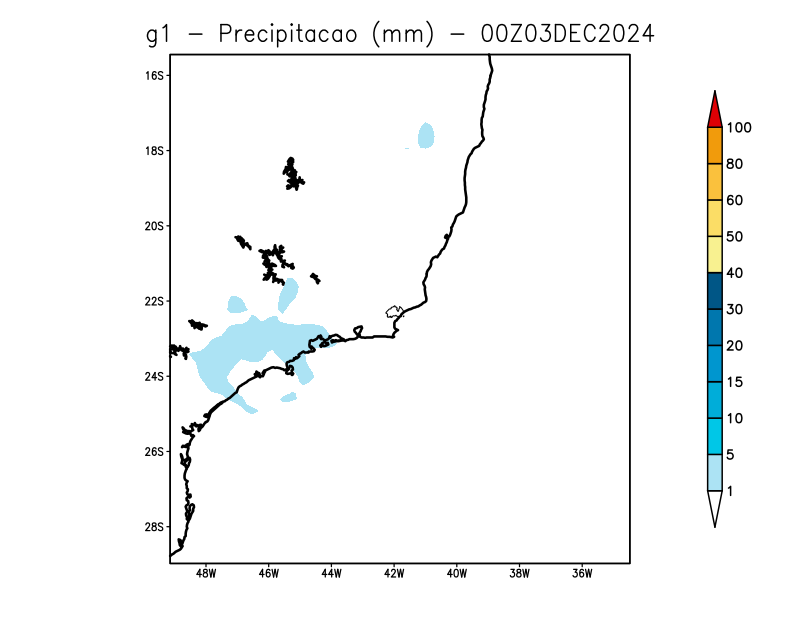 g1 – Precipitacao (mm) – 00Z03DEC2024
16S
18S
20S
22S
24S
26S
28S
48W 46W 44W 42W 40W 38W 36W
100
80
60
50
40
30
20
15
10
5
1